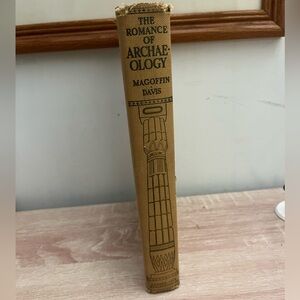 THE
ROMANCE
OF
ARCHAE-
OLOGY
MAGOFFIN
DAVIS